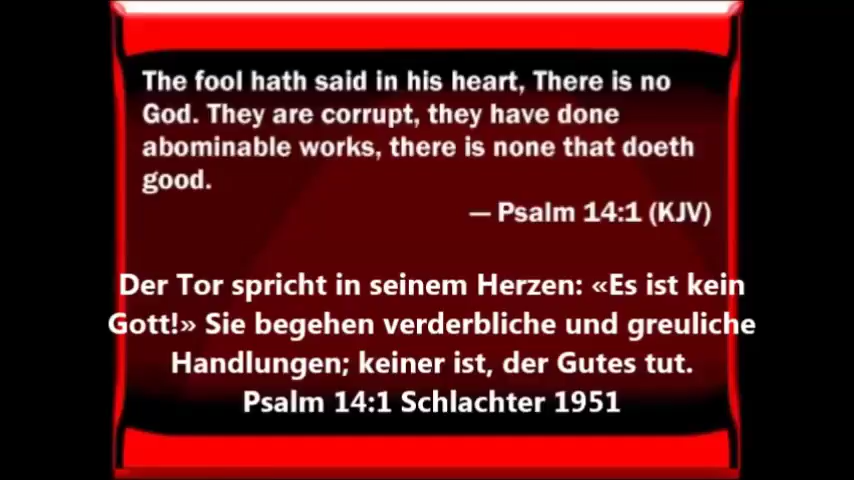 The fool hath said in his heart, There is no
God. They are corrupt, they have done
abominable works, there is none that doeth
good.
— Psalm 14:1 (KJV)
Der Tor spricht in seinem Herzen: «Es ist kein
Gott!» Sie begehen verderbliche und greuliche
Handlungen; keiner ist, der Gutes tut.
Psalm 14:1 Schlachter 1951